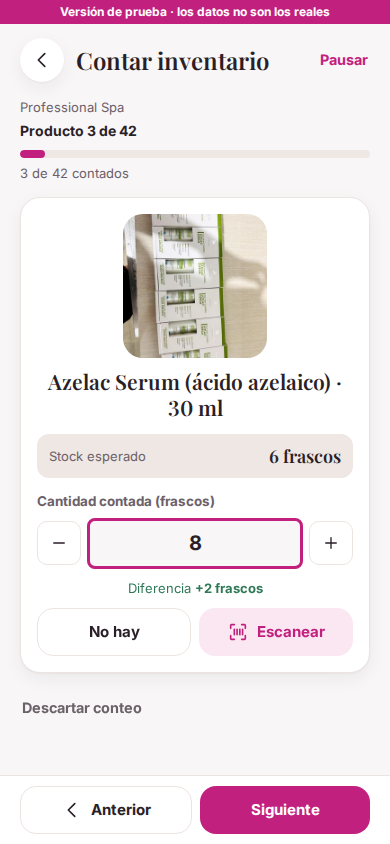 Versión de prueba · los datos no son los reales
Contar inventario
Pausar
Professional Spa
Producto 3 de 42
3 de 42 contados
Azelac Serum (ácido azelaico) ·
30 ml
Stock esperado
6 frascos
Cantidad contada (frascos)
8
Diferencia +2 frascos
No hay
Escanear
Descartar conteo
Anterior
Siguiente